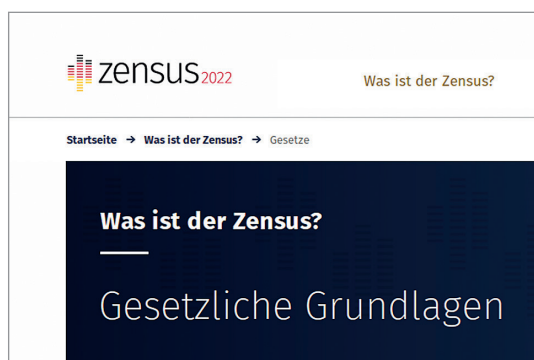 zensus2022
Was ist der Zensus?
Startseite → Was ist der Zensus? → Gesetze
Was ist der Zensus?
Gesetzliche Grundlagen